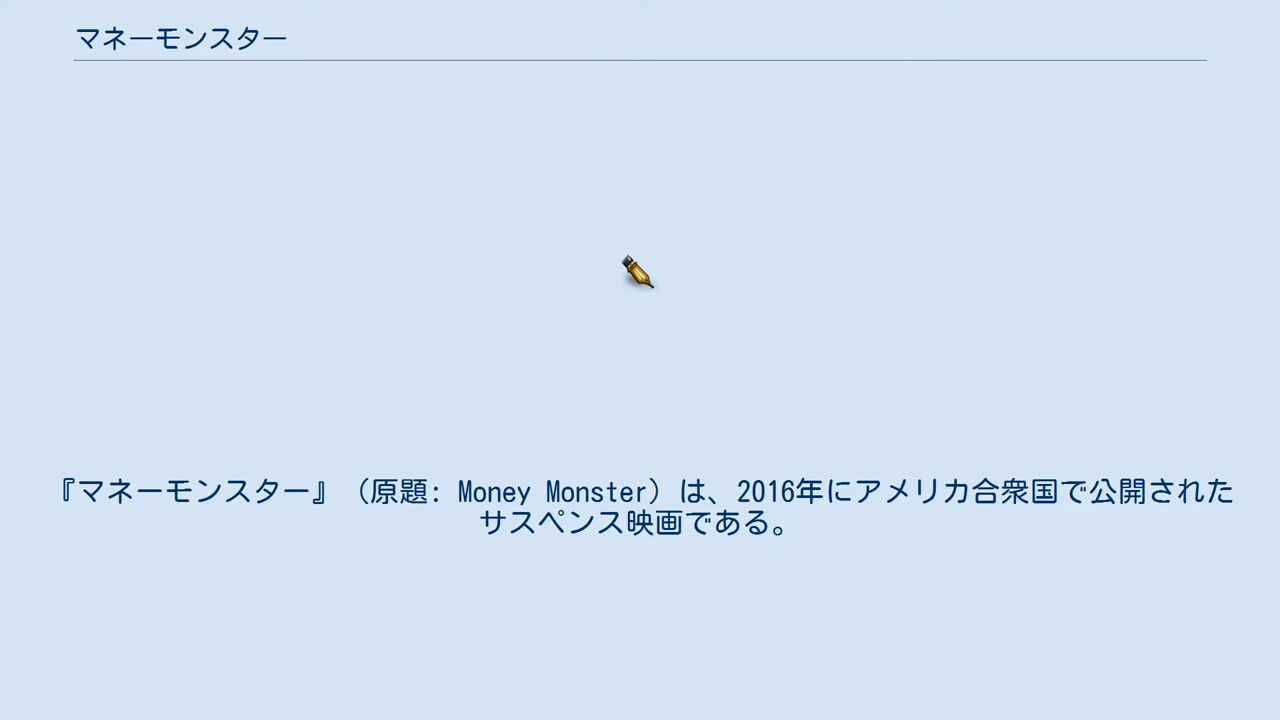 マネーモンスター
『マネーモンスター』（原題: Money Monster）は、2016年にアメリカ合衆国で公開された
サスペンス映画である。